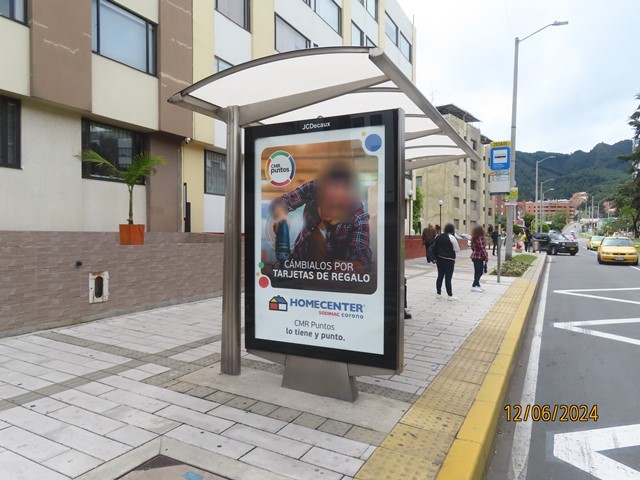 JCDecaux
CMR
puntos
CÁMBIALOS POR
TARJETAS DE REGALO
HOMECENTER
SODIMAC corona
CMR Puntos
lo tiene y punto.
12/06/2024